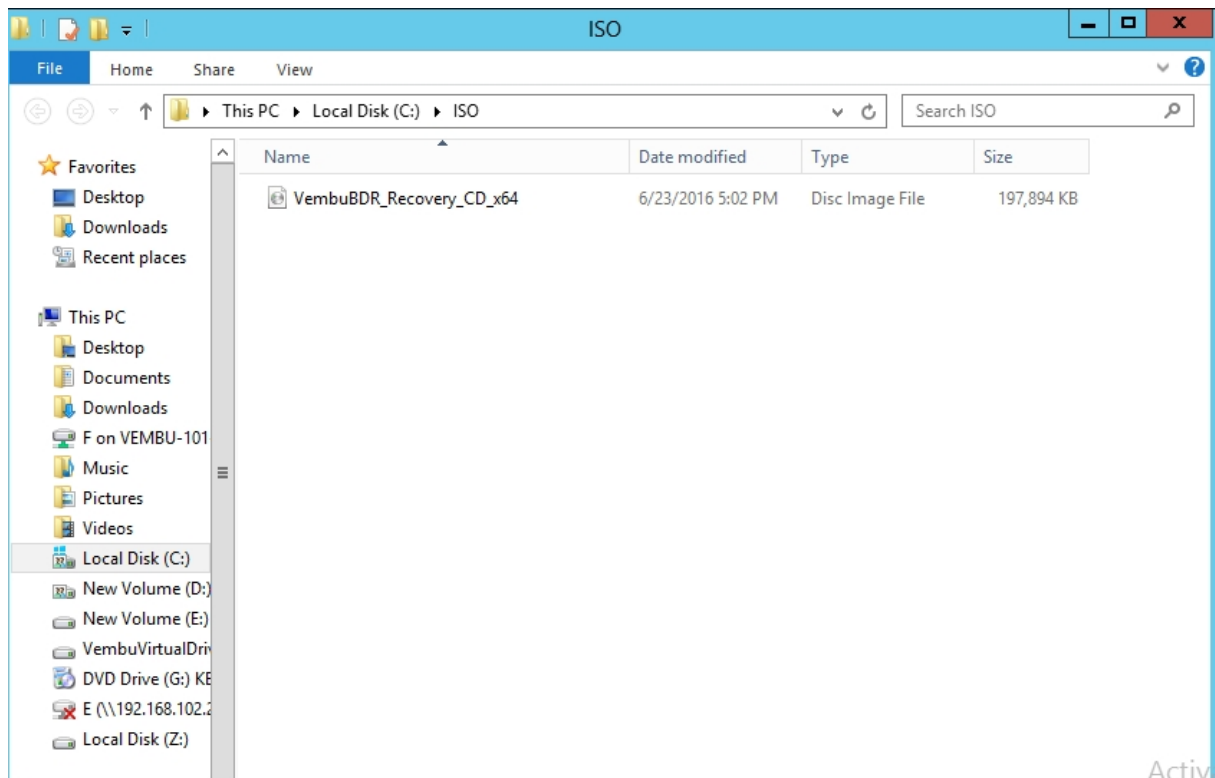 ISO
File Home Share View
This PC Local Disk (C:) ISO
Search ISO
Favorites
Desktop
Downloads
Recent places
This PC
Desktop
Documents
Downloads
F on VEMBU-101
Music
Pictures
Videos
Local Disk (C:)
New Volume (D:)
New Volume (E:)
VembuVirtualDriv
DVD Drive (G:) KE
E (\\192.168.102.2
Local Disk (Z:)
Name Date modified Type Size
VembuBDR_Recovery_CD_x64 6/23/2016 5:02 PM Disc Image File 197,894 KB
Activ